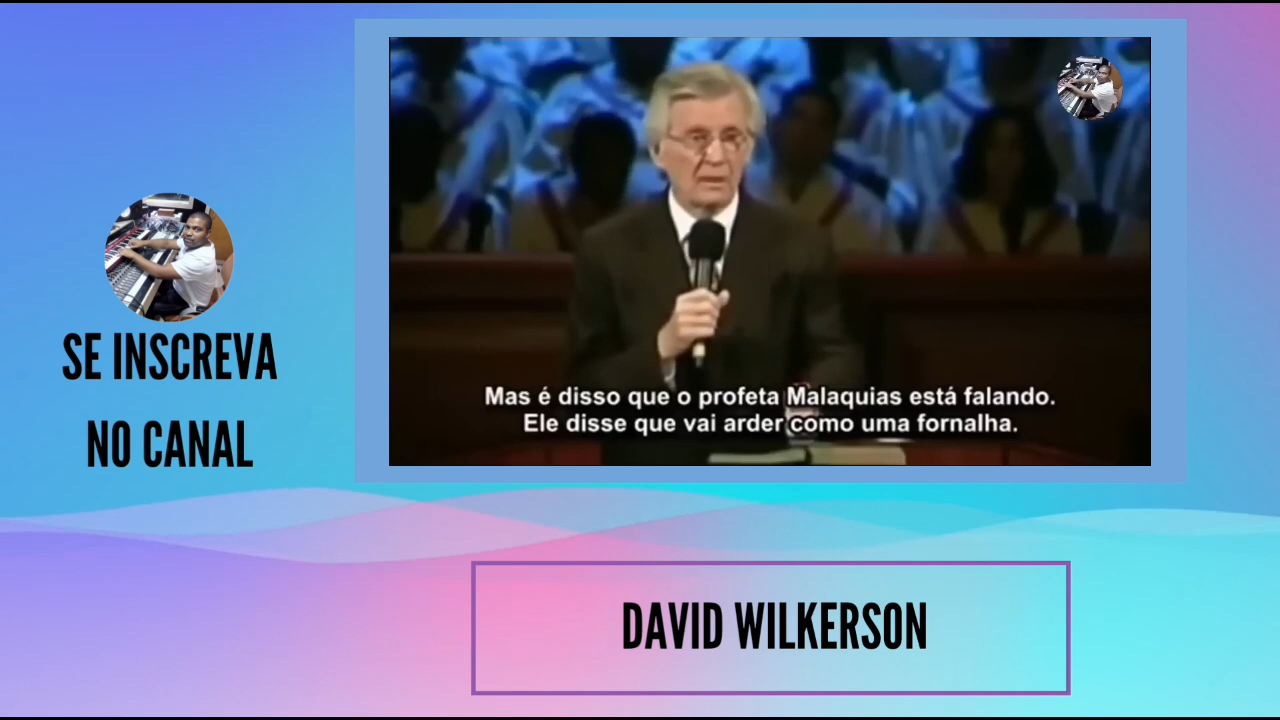 SE INSCREVA
NO CANAL
Mas é disso que o profeta Malaquias está falando.
Ele disse que vai arder como uma fornalha.
DAVID WILKERSON